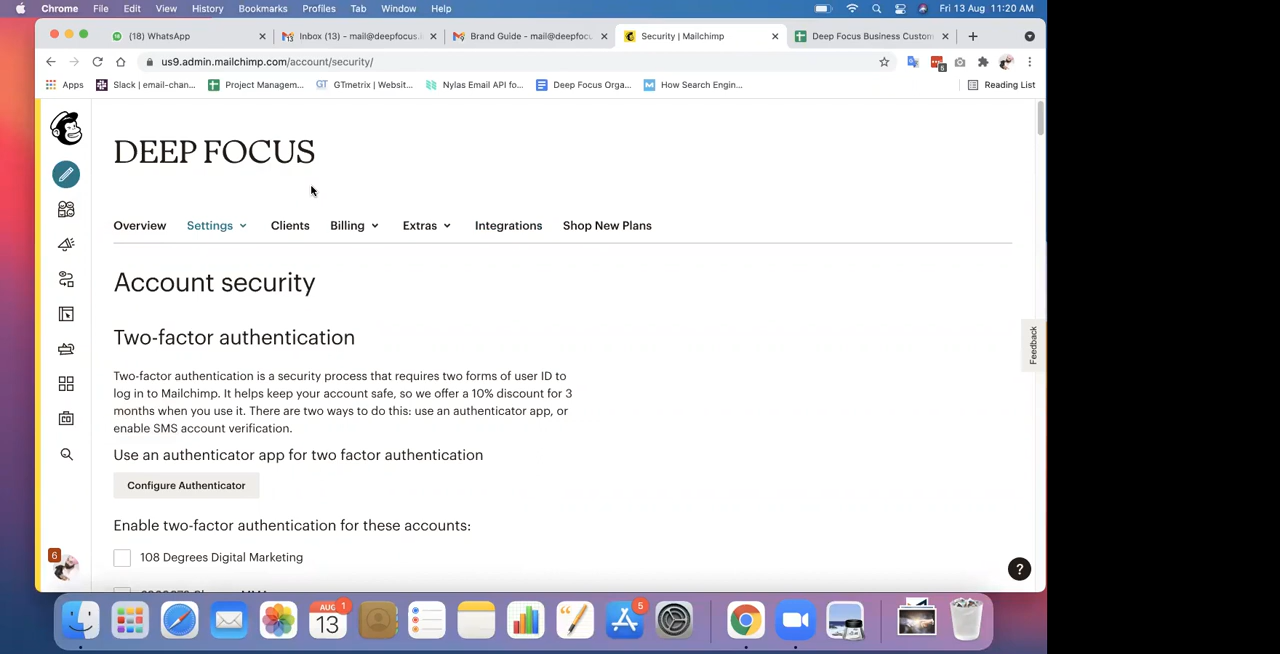 Chrome File Edit View History Bookmarks Profiles Tab Window Help Fri 13 Aug 11:20 AM
(18) WhatsApp Inbox (13) - mail@deepfocus. Brand Guide - mail@deepfocu Security | Mailchimp Deep Focus Business Custom
us9.admin.mailchimp.com/account/security/
6
Apps Slack | email-chan... Project Managem... GT GTmetrix | Websit... Nylas Email API fo... Deep Focus Orga... How Search Engin... Reading List
DEEP FOCUS
Overview Settings Clients Billing Extras Integrations Shop New Plans
Account security
Two-factor authentication
Feedback
Two-factor authentication is a security process that requires two forms of user ID to
log in to Mailchimp. It helps keep your account safe, so we offer a 10% discount for 3
months when you use it. There are two ways to do this: use an authenticator app, or
enable SMS account verification.
Use an authenticator app for two factor authentication
Configure Authenticator
Enable two-factor authentication for these accounts:
108 Degrees Digital Marketing
6
?
AUG 1
13
5